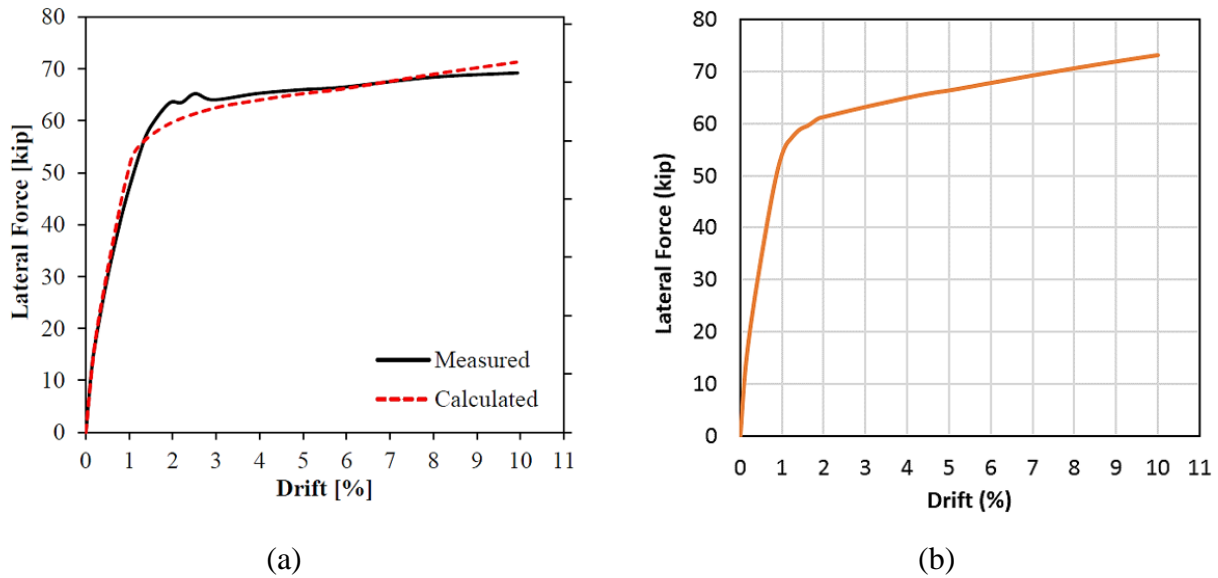 80
70
60
50
40
30
20
10
0
Lateral Force [kip]
Measured
Calculated
0 1 2 3 4 5 6 7 8 9 10 11
Drift [%]
(a)
80
70
60
50
40
30
20
10
0
Lateral Force (kip)
0 1 2 3 4 5 6 7 8 9 10 11
Drift (%)
(b)